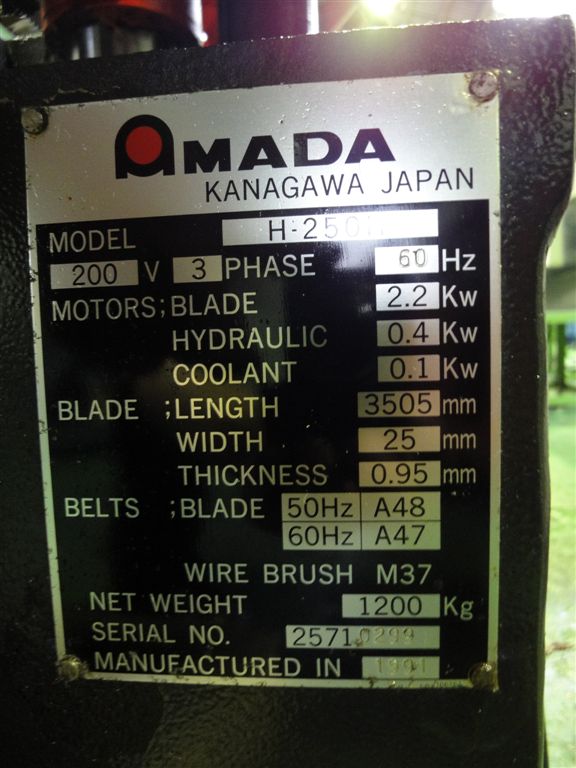 AMADA
KANAGAWA JAPAN
MODEL
200 V 3 PHASE 60 Hz
MOTORS; BLADE 2.2 Kw
HYDRAULIC 0.4 Kw
COOLANT 0.1 Kw
BLADE ; LENGTH 3505 mm
WIDTH 25 mm
THICKNESS 0.95 mm
BELTS ; BLADE 50Hz A48
60Hz A47
WIRE BRUSH M37
NET WEIGHT 1200 Kg
SERIAL NO.
MANUFACTURED IN 1991